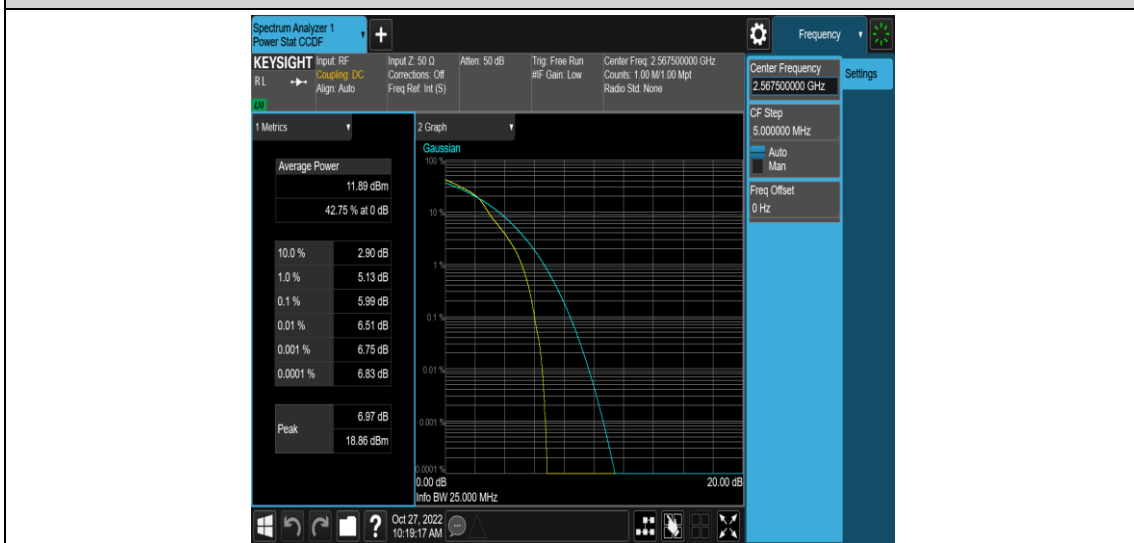 Spectrum Analyzer 1
Power Stat CCDF
+
Frequency
KEYSIGHT
RL
LXI
Input: RF
Coupling: DC
Align: Auto
Input Z: 50 Ω
Corrections: Off
Freq Ref: Int (S)
Atten: 50 dB
Trig: Free Run
#IF Gain: Low
Center Freq: 2.567500000 GHz
Counts: 1.00 M/1.00 Mpt
Radio Std: None
Center Frequency
2.567500000 GHz
Settings
CF Step
5.000000 MHz
Auto
Man
Freq Offset
0 Hz
1 Metrics
Average Power
11.89 dBm
42.75 % at 0 dB
10.0 % 2.90 dB
1.0 % 5.13 dB
0.1 % 5.99 dB
0.01 % 6.51 dB
0.001 % 6.75 dB
0.0001 % 6.83 dB
Peak
6.97 dB
18.86 dBm
2 Graph
Gaussian
100 %
10 %
1 %
0.1 %
0.01 %
0.001 %
0.0001 %
0.00 dB 20.00 dB
Info BW 25.000 MHz
?
Oct 27, 2022
10:19:17 AM